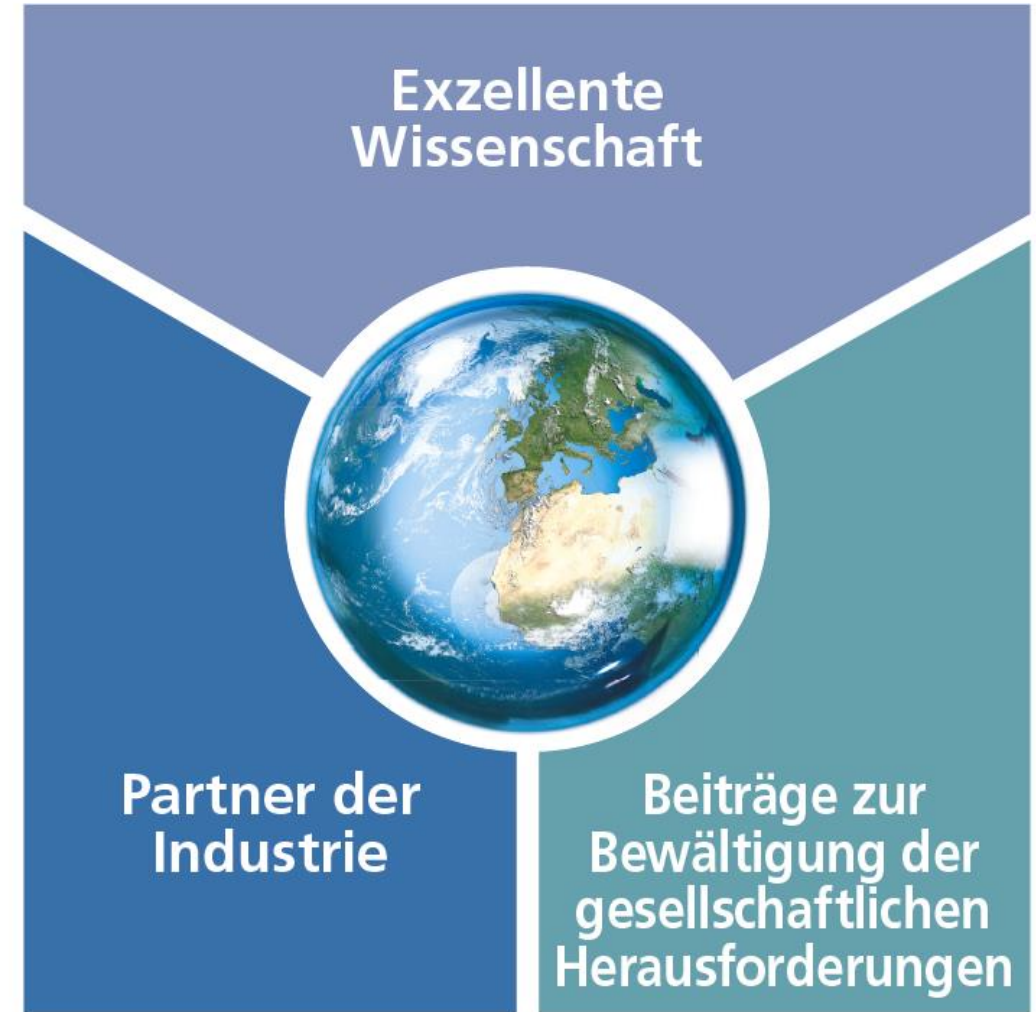 Exzellente
Wissenschaft
Partner der
Industrie
Beiträge zur
Bewältigung der
gesellschaftlichen
Herausforderungen